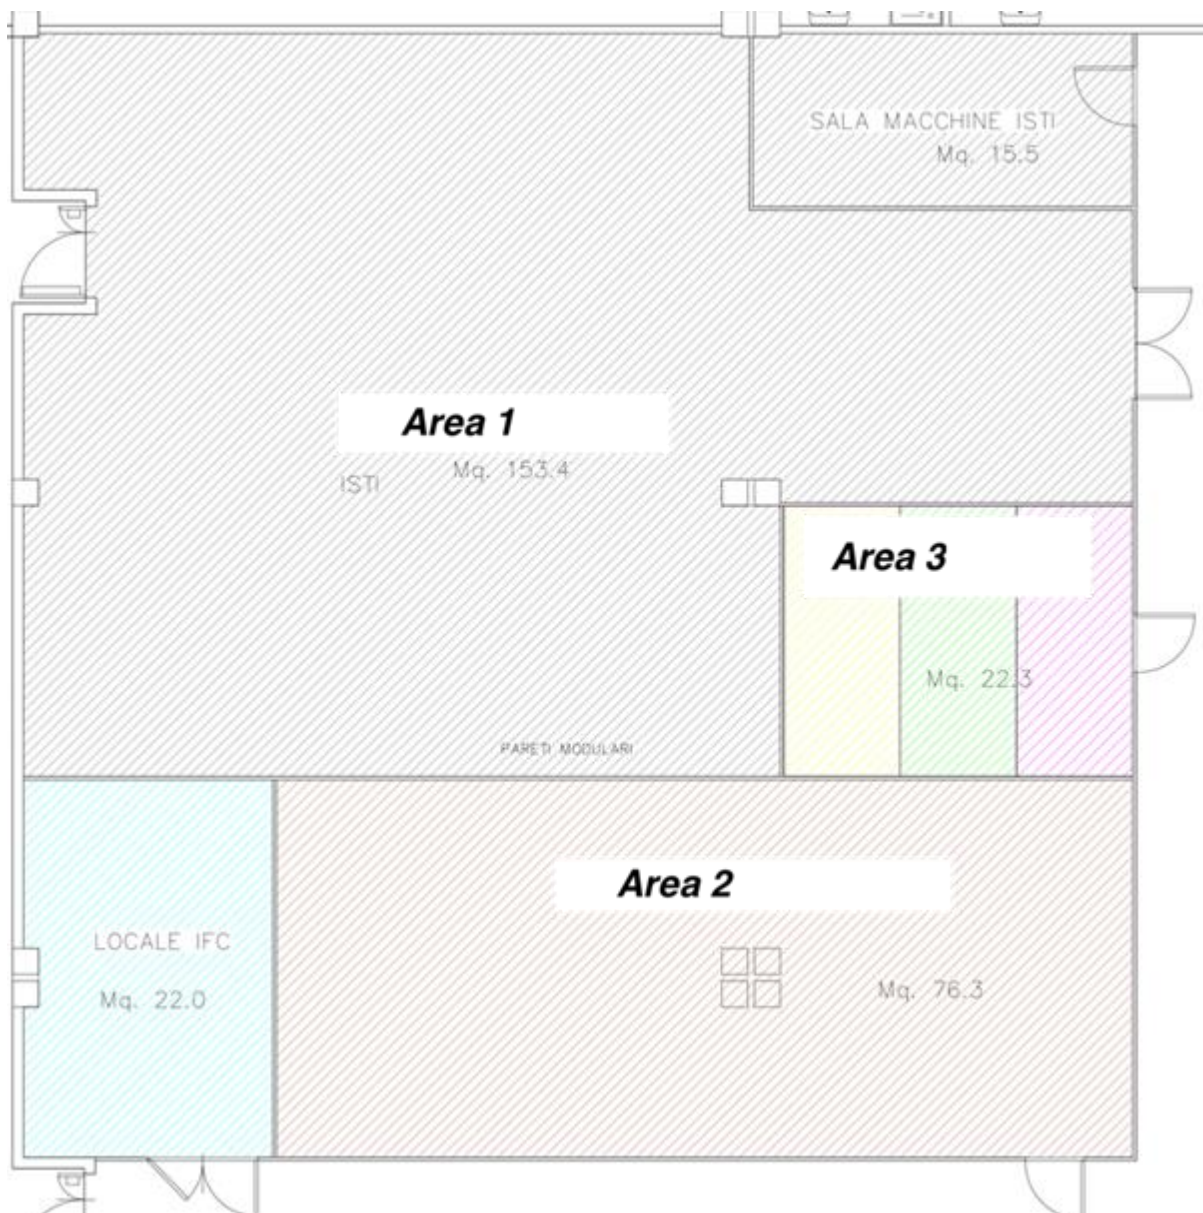 SALA MACCHINE ISTI
Mq. 15.5
Area 1
Mq. 153.4
ISTI
Area 3
Mq. 22.3
PARETI MODULARI
Area 2
LOCALE IFC
Mq. 22.0
Mq. 76.3